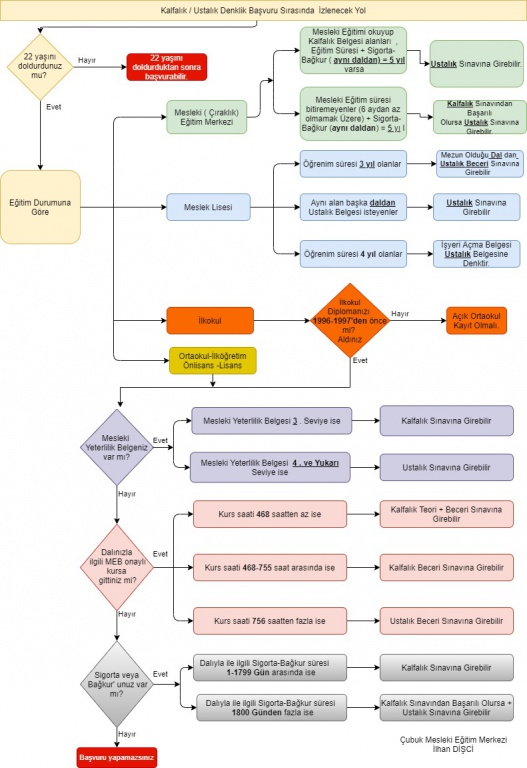 Kalfalık / Ustalık Denklik Başvuru Sırasında İzlenecek Yol
22 yaşını
doldurdunuz
mu?
Hayır
22 yaşını
doldurduktan sonra
başvurabilir.
Evet
Mesleki Eğitimi okuyup
Kalfalık Belgesi alanları ,
Eğitim Süresi + Sigorta-
Bağkur ( aynı daldan) = 5 yıl
varsa
Ustalık Sınavına Girebilir.
Mesleki ( Çıraklık)
Eğitim Merkezi
Mesleki Eğitim süresi
bitiremeyenler (6 aydan az
olmamak Üzere) + Sigorta-
Bağkur (aynı daldan) = 5 yı l
Kalfalık Sınavından
Başarılı
Olursa Ustalık Sınavına
Girebilir.
Eğitim Durumuna
Göre
Meslek Lisesi
Öğrenim süresi 3 yıl olanlar
Mezun Olduğu Dal dan
Ustalık Beceri Sınavına
Girebilir
Aynı alan başka daldan
Ustalık Belgesi isteyenler
Ustalık Sınavına
Girebilir
Öğrenim süresi 4 yıl olanlar
İşyeri Açma Belgesi
Ustalık Belgesine
Denktir.
İlkokul
İlkokul
Diplomanızı
1996-1997'den önce
mi?
Aldınız
Hayır
Açık Ortaokul
Kayıt Olmalı.
Evet
Ortaokul-İlköğretim
Önlisans -Lisans
Mesleki
Yeterlilik Belgeniz
var mı?
Evet
Mesleki Yeterlilik Belgesi 3 . Seviye ise
Kalfalık Sınavına Girebilir
Mesleki Yeterlilik Belgesi 4 . ve Yukarı
Seviye ise
Ustalık Sınavına Girebilir
Hayır
Dalınızla
ilgili MEB onaylı
kursa
gittiniz mi?
Evet
Kurs saati 468 saatten az ise
Kalfalık Teori + Beceri Sınavına
Girebilir
Kurs saati 468-755 saat arasında ise
Kalfalık Beceri Sınavına Girebilir
Kurs saati 756 saatten fazla ise
Ustalık Beceri Sınavına Girebilir
Hayır
Sigorta veya
Bağkur' unuz var
mı?
Evet
Dalıyla ile ilgili Sigorta-Bağkur süresi
1-1799 Gün arasında ise
Kalfalık Sınavına Girebilir
Dalıyla ile ilgili Sigorta-Bağkur süresi
1800 Günden fazla ise
Kalfalık Sınavından Başarılı Olursa +
Ustalık Sınavına Girebilir
Hayır
Başvuru yapamazsınız
Çubuk Mesleki Eğitim Merkezi
İlhan DİŞCİ